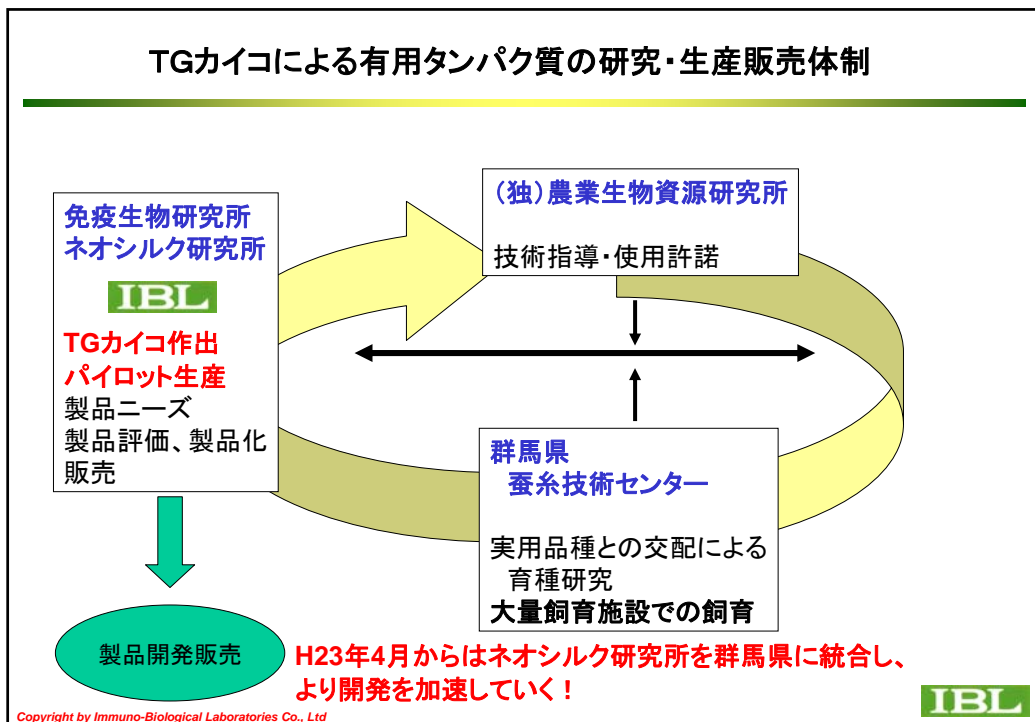 TGカイコによる有用タンパク質の研究・生産販売体制
免疫生物研究所
ネオシルク研究所
IBL
TGカイコ作出
パイロット生産
製品ニーズ
製品評価、製品化
販売
（独）農業生物資源研究所
技術指導・使用許諾
群馬県
蚕糸技術センター
実用品種との交配による
育種研究
大量飼育施設での飼育
製品開発販売
H23年4月からはネオシルク研究所を群馬県に統合し、
より開発を加速していく！
Copyright by Immuno-Biological Laboratories Co., Ltd
IBL